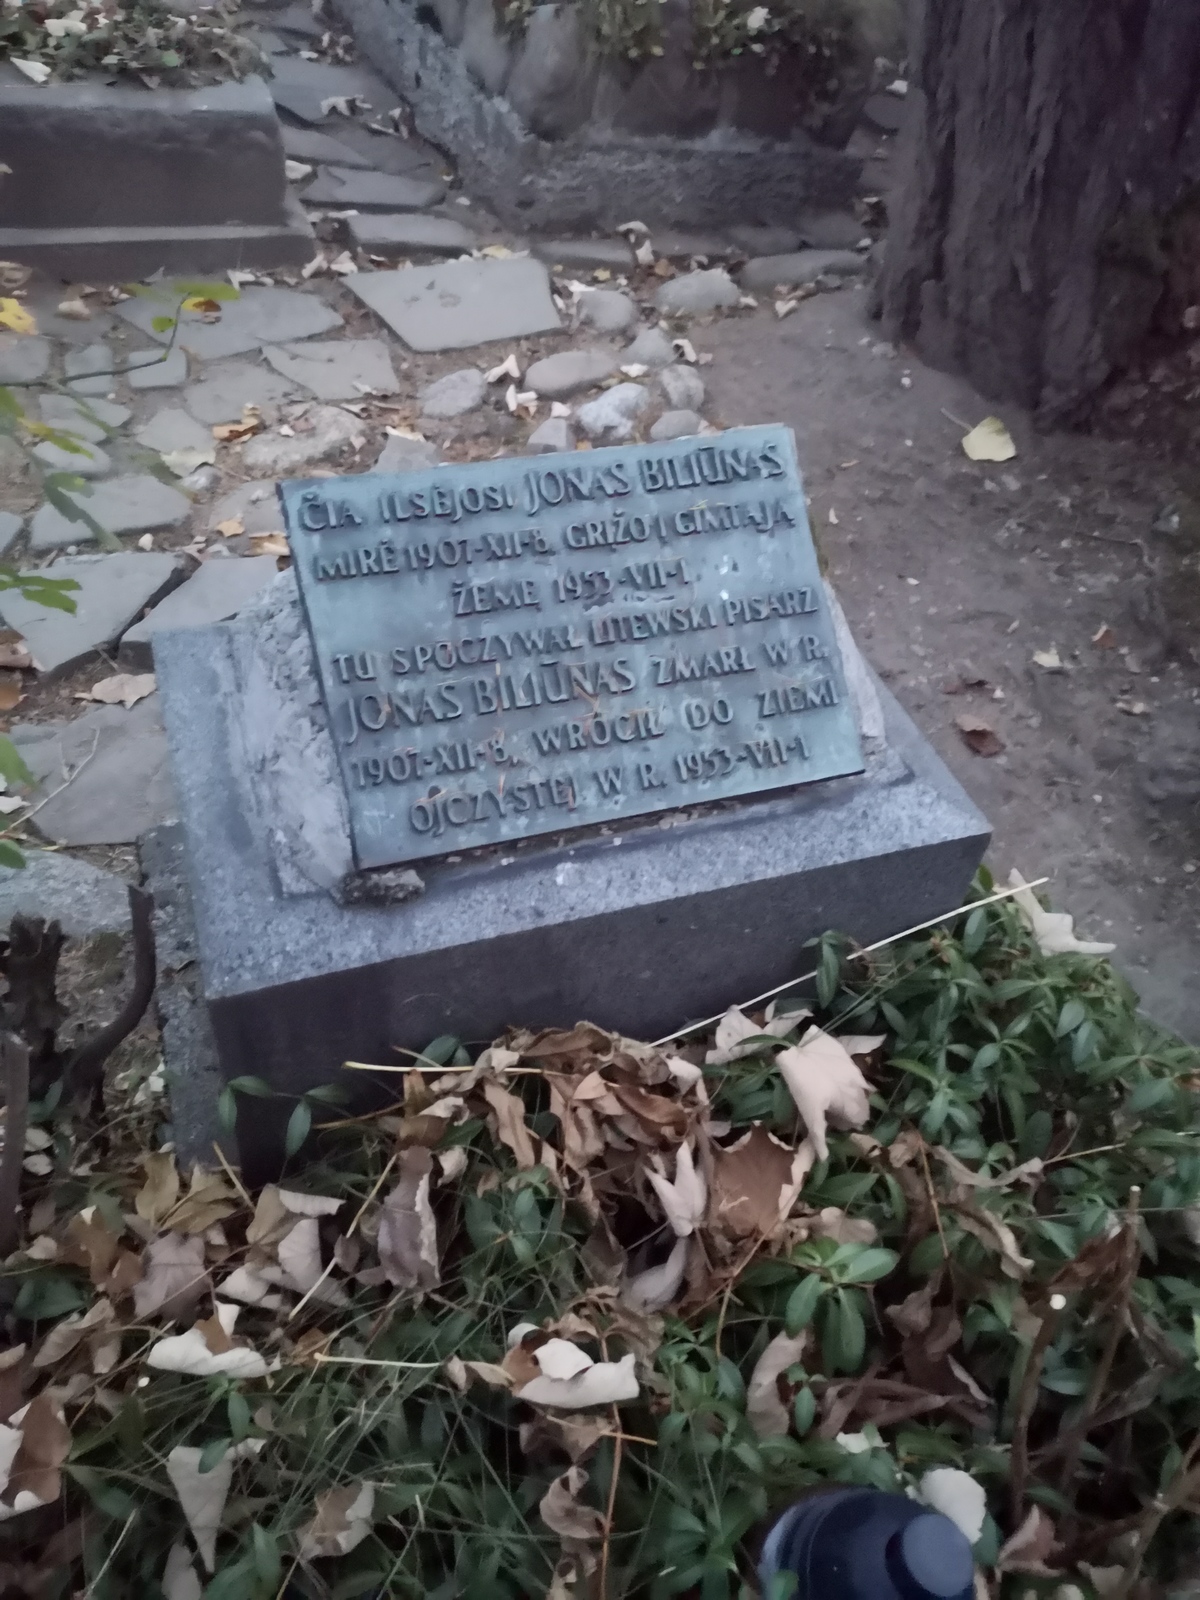 ČIA ILSĖJOSI JONAS BILIŪNAS
MIRĖ 1907-XII-8, GRĮŽO Į GIMTAJĄ
ŽEMĘ 1953-VII-1.
TU SPOCZYWAŁ LITEWSKI PISARZ
JONAS BILIŪNAS ZMARŁ W R.
1907-XII-8, WRÓCIŁ DO ZIEMI
OJCZYSTEJ W R. 1953-VII-1